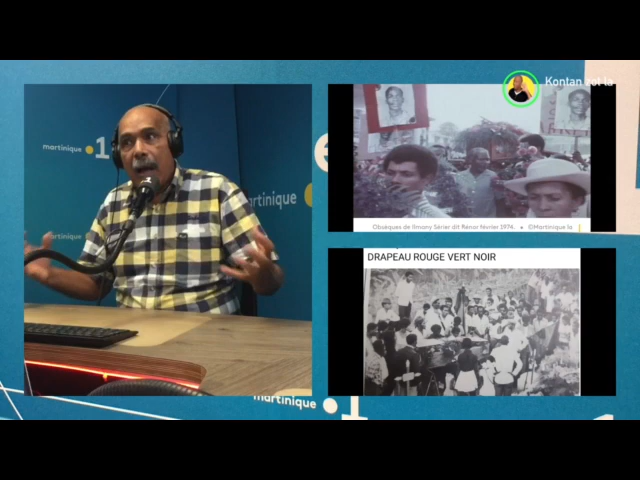 Kontan zot la
martinique 1
Obsèques de Ilmany Sérier dit Rénor février 1974. ©Martinique la
DRAPEAU ROUGE VERT NOIR
martinique
martinique
martinique 1